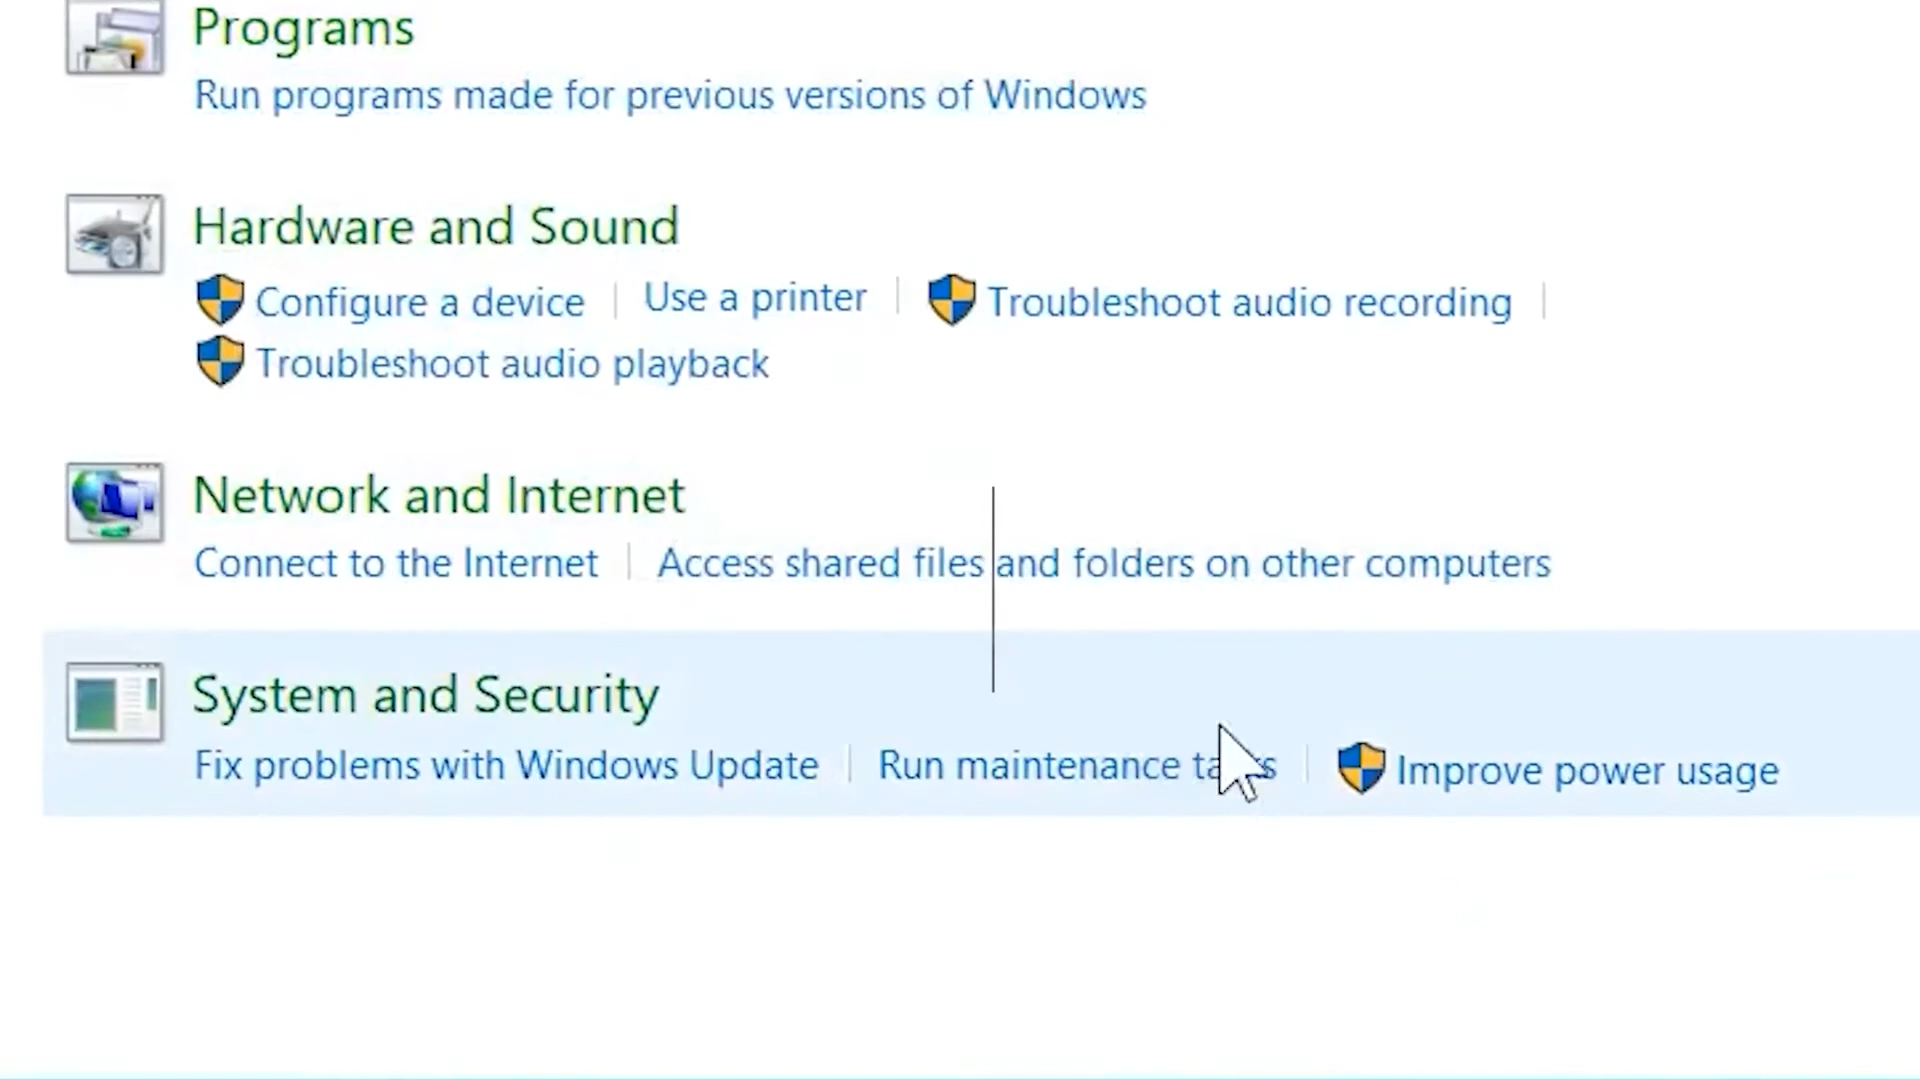 Programs
Run programs made for previous versions of Windows
Hardware and Sound
Configure a device | Use a printer | Troubleshoot audio recording |
Troubleshoot audio playback
Network and Internet
Connect to the Internet | Access shared files and folders on other computers
System and Security
Fix problems with Windows Update | Run maintenance tasks | Improve power usage